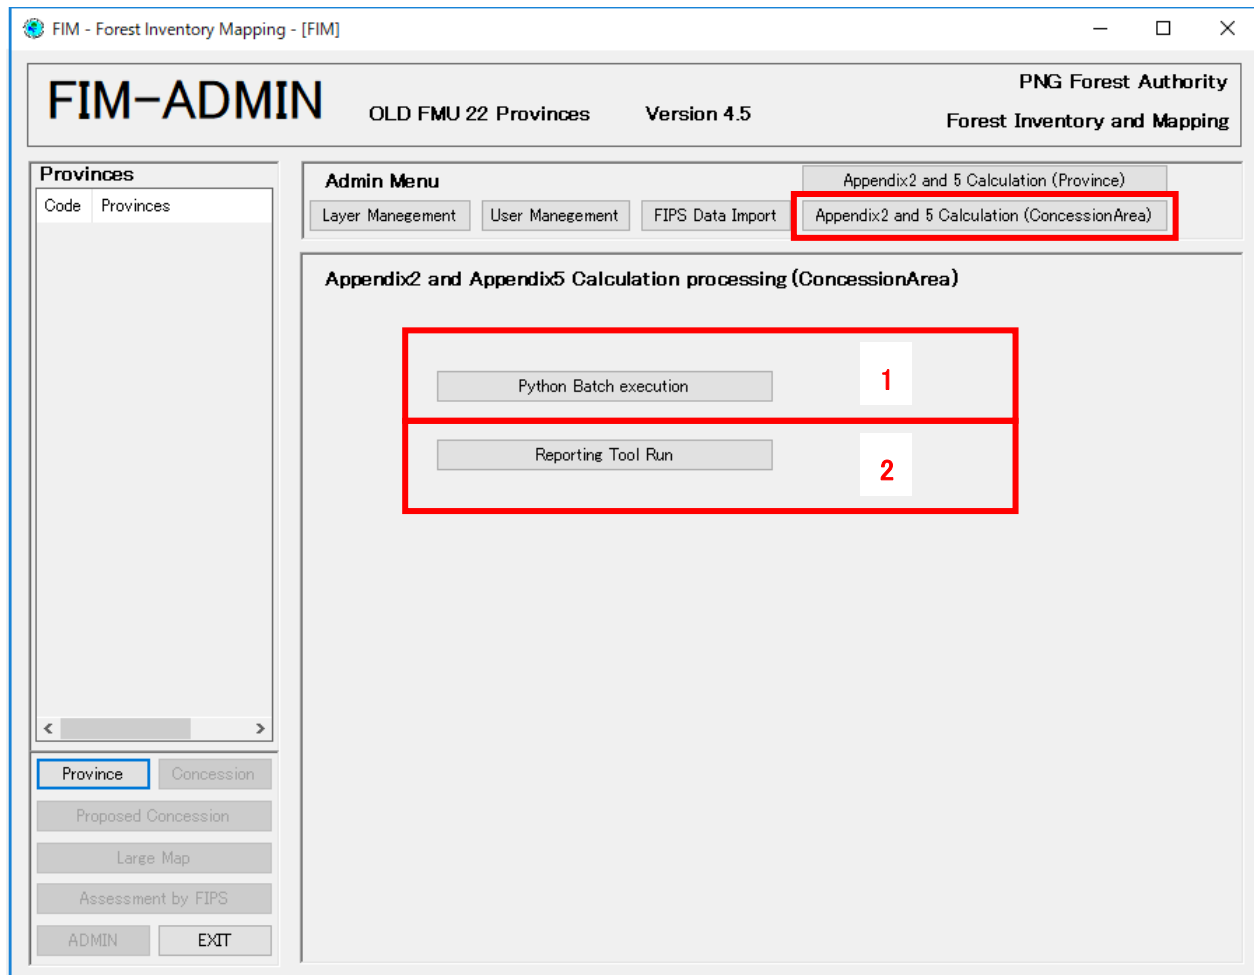 FIM - Forest Inventory Mapping - [FIM]
FIM-ADMIN
OLD FMU 22 Provinces
Version 4.5
PNG Forest Authority
Forest Inventory and Mapping
Provinces
Code Provinces
Admin Menu
Appendix2 and 5 Calculation (Province)
Layer Manegement
User Manegement
FIPS Data Import
Appendix2 and 5 Calculation (ConcessionArea)
Appendix2 and Appendix5 Calculation processing (ConcessionArea)
Python Batch execution
1
Reporting Tool Run
2
Province
Concession
Proposed Concession
Large Map
Assessment by FIPS
ADMIN
EXIT